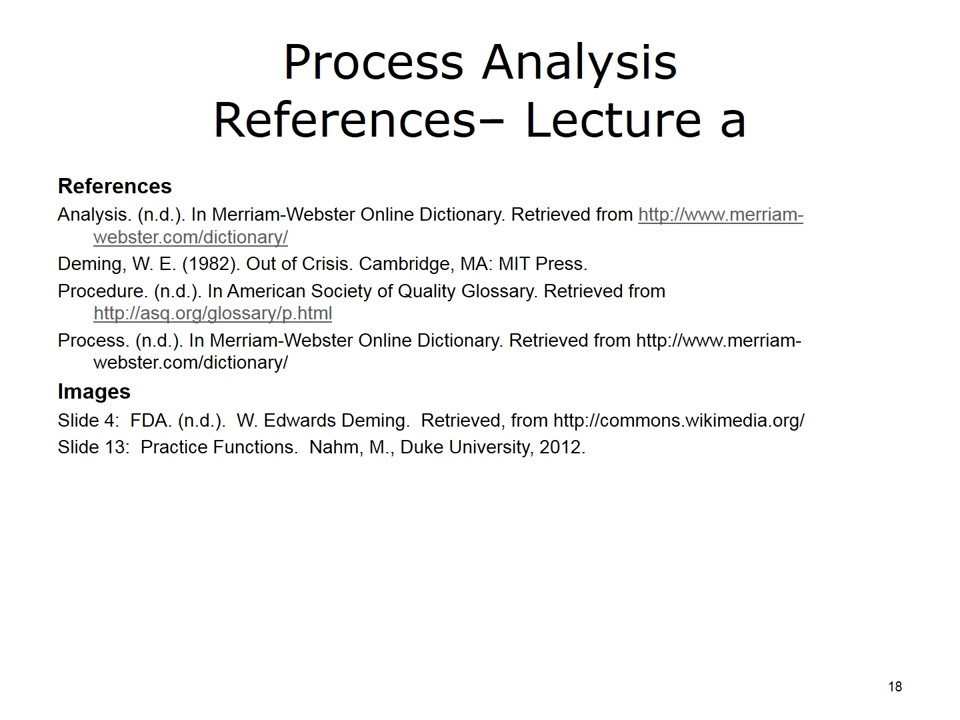 Process Analysis
References– Lecture a
References
Analysis. (n.d.). In Merriam-Webster Online Dictionary. Retrieved from http://www.merriam-
webster.com/dictionary/
Deming, W. E. (1982). Out of Crisis. Cambridge, MA: MIT Press.
Procedure. (n.d.). In American Society of Quality Glossary. Retrieved from
http://asq.org/glossary/p.html
Process. (n.d.). In Merriam-Webster Online Dictionary. Retrieved from http://www.merriam-
webster.com/dictionary/
Images
Slide 4:  FDA. (n.d.).  W. Edwards Deming.  Retrieved, from http://commons.wikimedia.org/
Slide 13:  Practice Functions.  Nahm, M., Duke University, 2012.
18